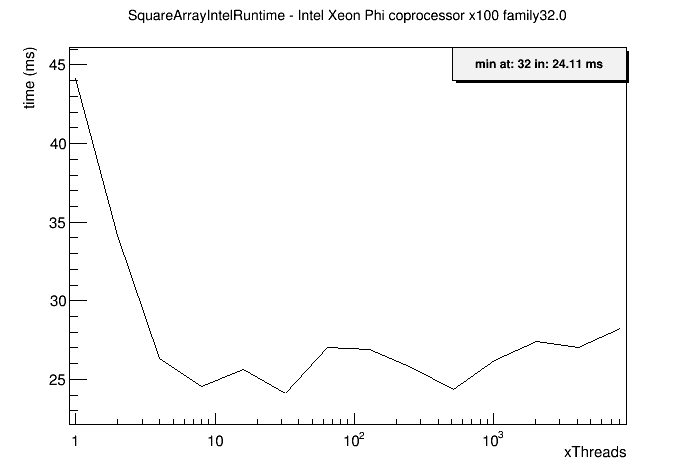 SquareArrayIntelRuntime - Intel Xeon Phi coprocessor x100 family32.0
time (ms)
min at: 32 in: 24.11 ms
45
40
35
30
25
1 10 10² 10³
xThreads